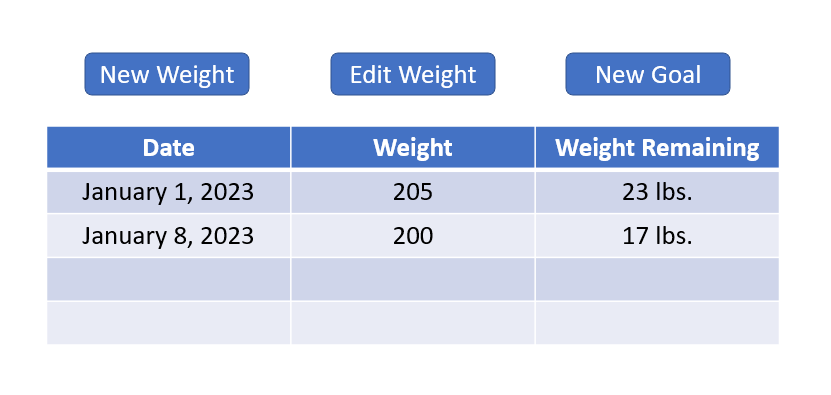 New Weight Edit Weight New Goal
Date Weight Weight Remaining
January 1, 2023 205 23 lbs.
January 8, 2023 200 17 lbs.